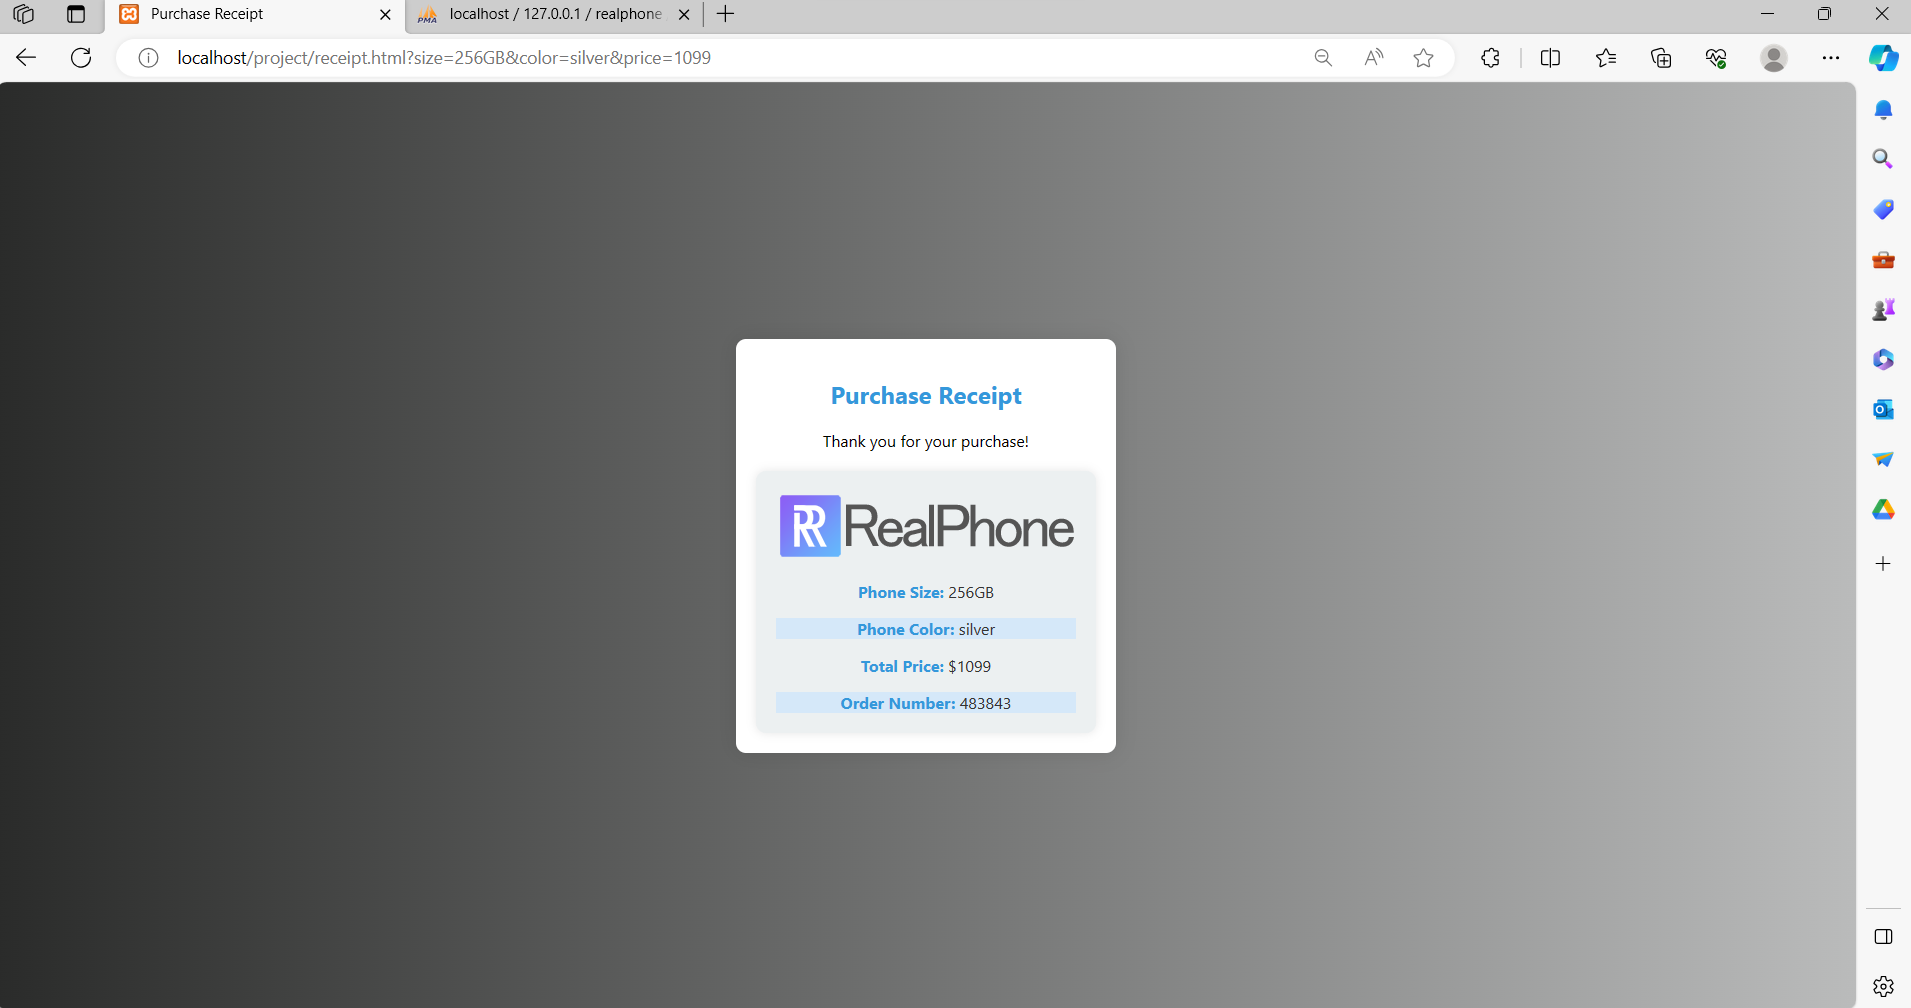 Purchase Receipt
localhost / 127.0.0.1 / realphone
localhost/project/receipt.html?size=256GB&color=silver&price=1099
Purchase Receipt
Thank you for your purchase!
RealPhone
Phone Size: 256GB
Phone Color: silver
Total Price: $1099
Order Number: 483843